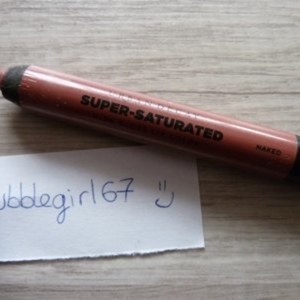 SUPER-SATURATED
NAKED
ubblegirl67 :)